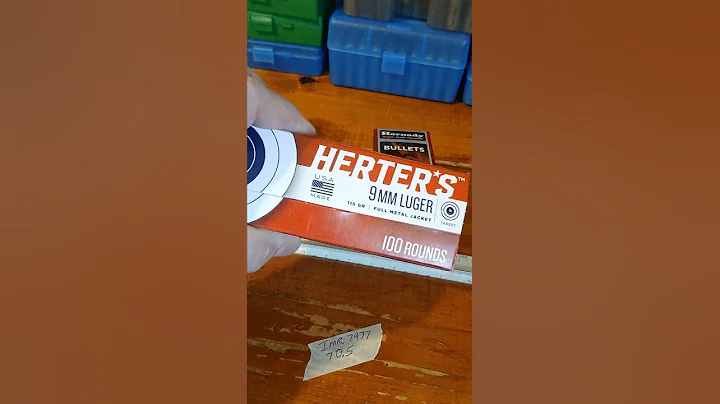 Hornady
BULLETS
HERTER'S™
USA
MADE
9MM LUGER
115 GR | FULL METAL JACKET
TARGET
100 ROUNDS
IMR 7977
70.5